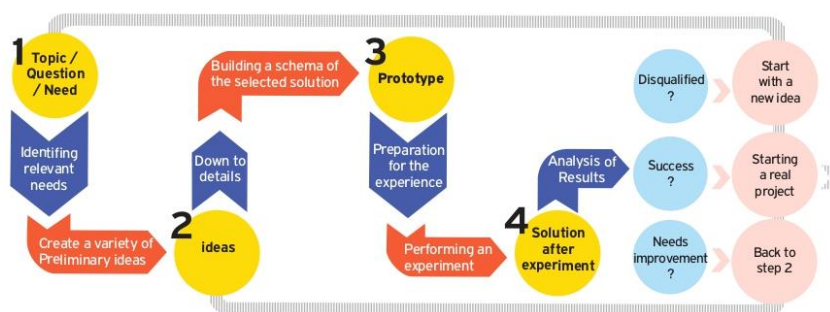 1
Topic /
Question
/ Need
Identifing
relevant
needs
Create a variety of
Preliminary ideas
2
ideas
Down to
details
Building a schema of
the selected solution
3
Prototype
Preparation
for the
experience
Performing an
experiment
4
Solution
after
experiment
Analysis of
Results
Disqualified
?
Start
with a
new idea
Success
?
Starting
a real
project
Needs
improvement
?
Back to
step 2